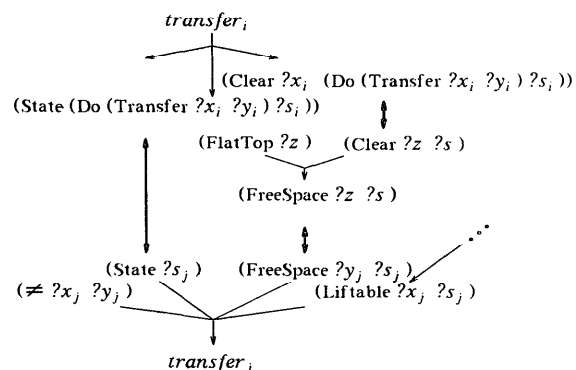 transfer_i
(Clear ?x_i (Do (Transfer ?x_i ?y_i) ?s_i))
(State (Do (Transfer ?x_i ?y_i) ?s_i))
(FlatTop ?z) (Clear ?z ?s)
(FreeSpace ?z ?s)
(State ?s_j) (FreeSpace ?y_j ?s_j)
(≠ ?x_j ?y_j) (Liftable ?x_j ?s_j)
transfer_j